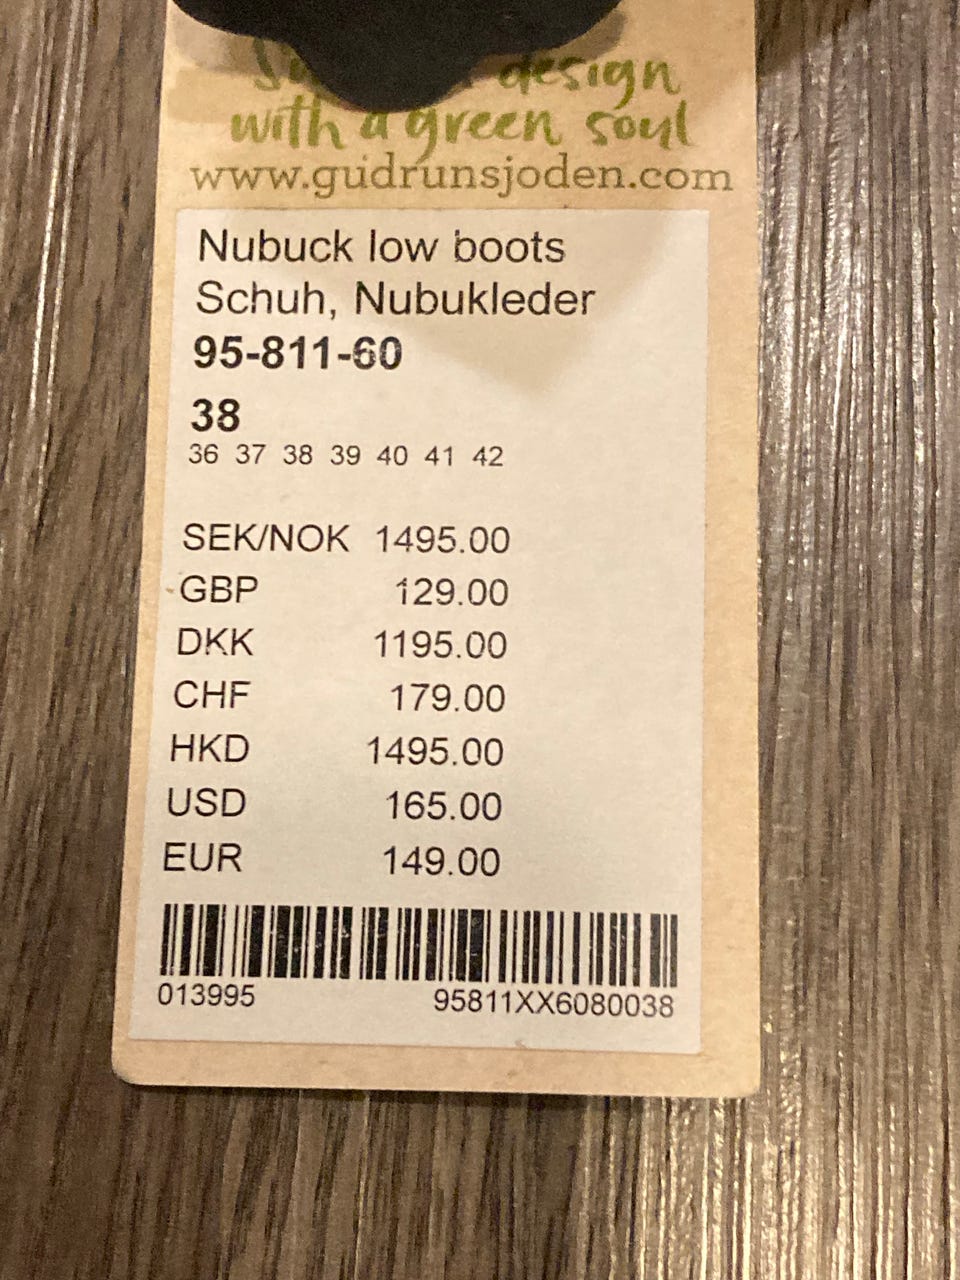 design
with a green soul
www.gudrunsjoden.com
Nubuck low boots
Schuh, Nubukleder
95-811-60
38
36 37 38 39 40 41 42
SEK/NOK 1495.00
GBP 129.00
DKK 1195.00
CHF 179.00
HKD 1495.00
USD 165.00
EUR 149.00
013995 95811XX6080038